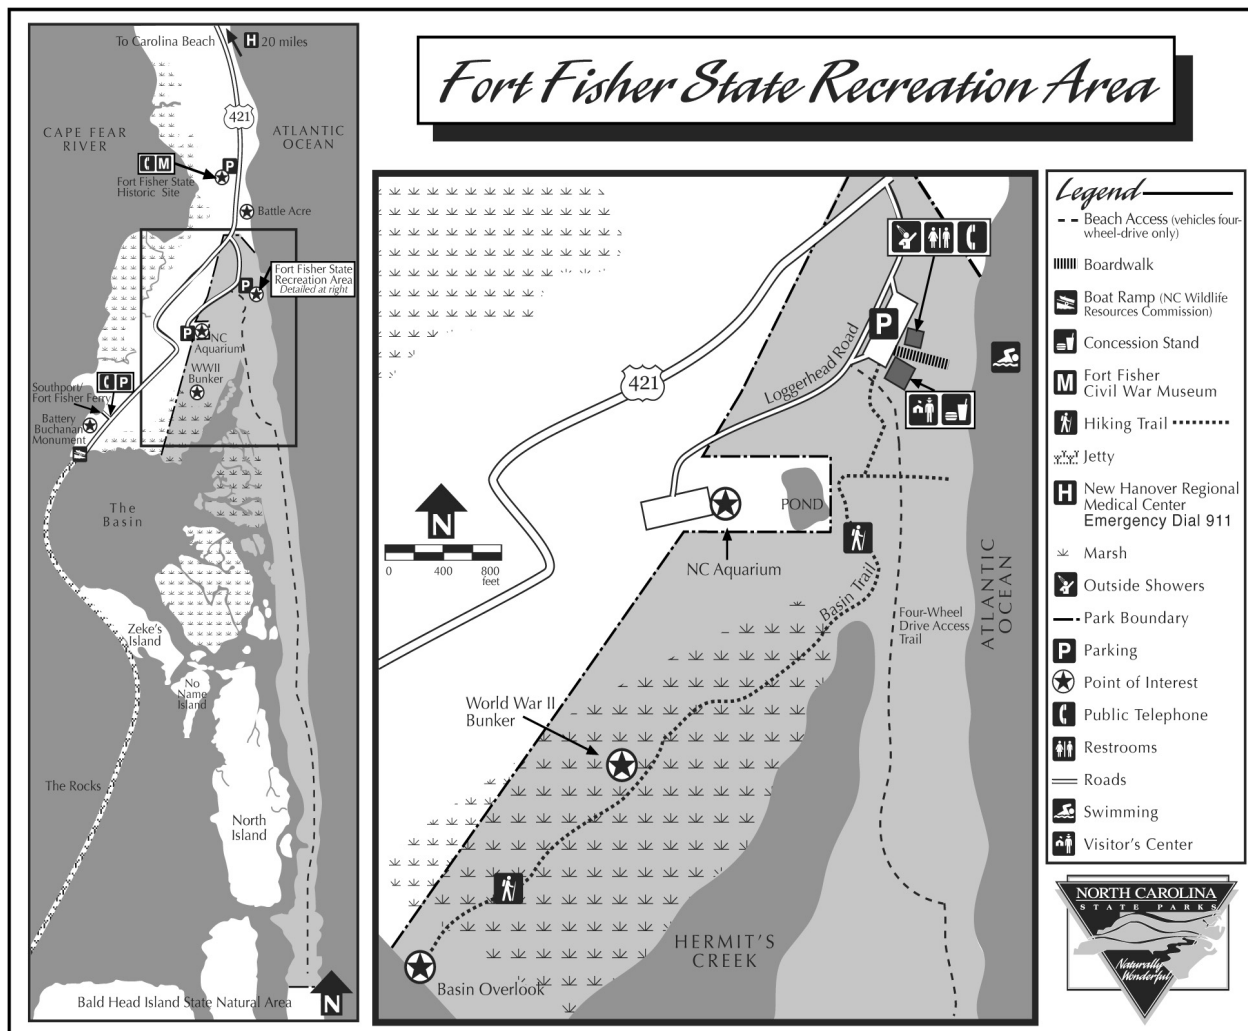 Fort Fisher State Recreation Area
To Carolina Beach
H 20 miles
421
CAPE FEAR
RIVER
ATLANTIC
OCEAN
M
P
Fort Fisher State
Historic Site
Battle Acre
Fort Fisher State
Recreation Area
Detailed at right
P
P
NC
Aquarium
WWII
Bunker
P
Southport/
Fort Fisher Ferry
Battery
Buchanan
Monument
The
Basin
Zeke's
Island
No
Name
Island
The Rocks
North
Island
Bald Head Island State Natural Area
N
421
P
Loggerhead Road
POND
N
0 400 800
feet
NC Aquarium
Basin Trail
Four-Wheel
Drive Access
Trail
ATLANTIC
OCEAN
World War II
Bunker
HERMIT'S
CREEK
Basin Overlook
Legend
Beach Access (vehicles four-
wheel-drive only)
Boardwalk
Boat Ramp (NC Wildlife
Resources Commission)
Concession Stand
M Fort Fisher
Civil War Museum
Hiking Trail
Jetty
H New Hanover Regional
Medical Center
Emergency Dial 911
Marsh
Outside Showers
Park Boundary
P Parking
Point of Interest
Public Telephone
Restrooms
Roads
Swimming
Visitor's Center
NORTH CAROLINA
STATE PARKS
Naturally
Wonderful